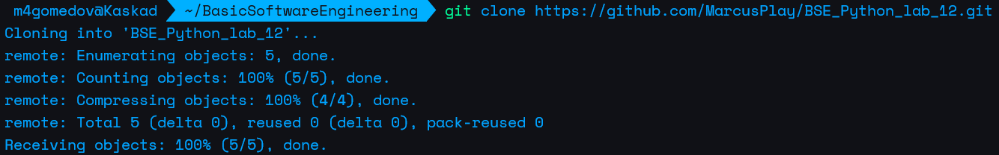 m4gomedov@Kaskad ~/BasicSoftwareEngineering git clone https://github.com/MarcusPlay/BSE_Python_lab_12.git
Cloning into 'BSE_Python_lab_12'...
remote: Enumerating objects: 5, done.
remote: Counting objects: 100% (5/5), done.
remote: Compressing objects: 100% (4/4), done.
remote: Total 5 (delta 0), reused 0 (delta 0), pack-reused 0
Receiving objects: 100% (5/5), done.